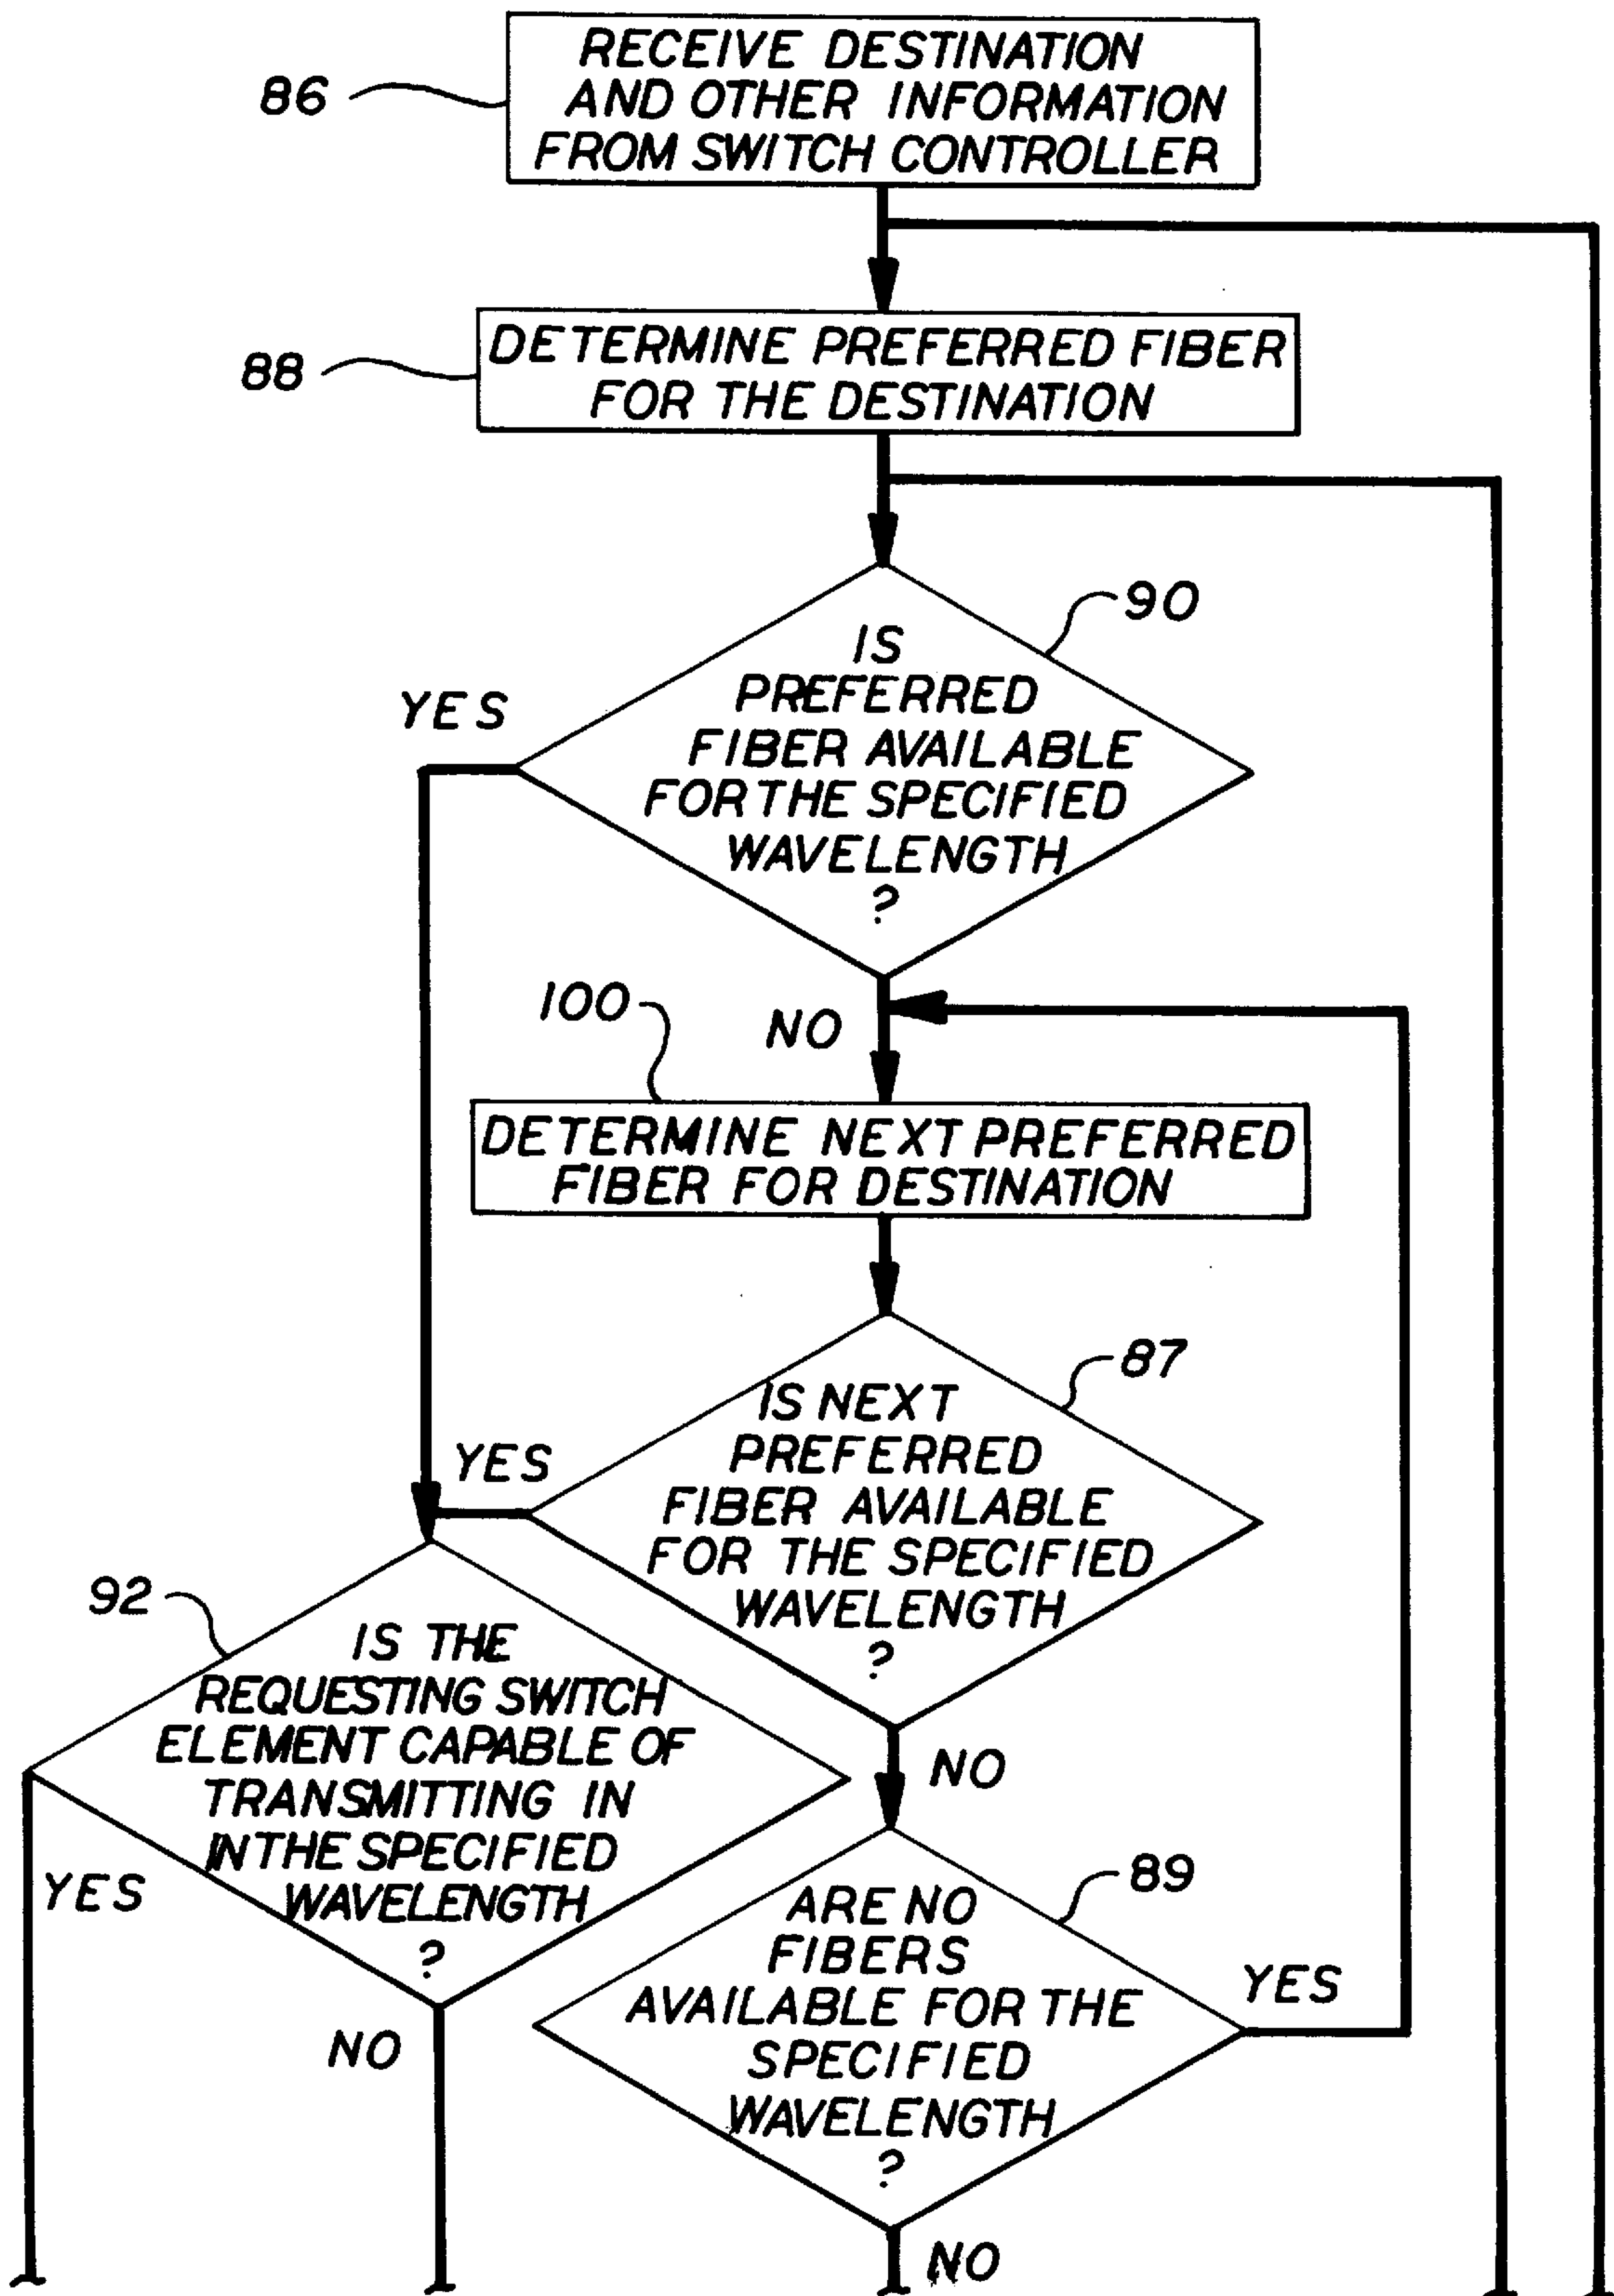 RECEIVE DESTINATION
AND OTHER INFORMATION
FROM SWITCH CONTROLLER
86
DETERMINE PREFERRED FIBER
FOR THE DESTINATION
88
90
IS
PREFERRED
FIBER AVAILABLE
FOR THE SPECIFIED
WAVELENGTH
?
YES
NO
100
DETERMINE NEXT PREFERRED
FIBER FOR DESTINATION
87
IS NEXT
PREFERRED
FIBER AVAILABLE
FOR THE SPECIFIED
WAVELENGTH
?
YES
NO
92
IS THE
REQUESTING SWITCH
ELEMENT CAPABLE OF
TRANSMITTING IN
IN THE SPECIFIED
WAVELENGTH
?
YES
NO
89
ARE NO
FIBERS
AVAILABLE FOR THE
SPECIFIED
WAVELENGTH
?
YES
NO